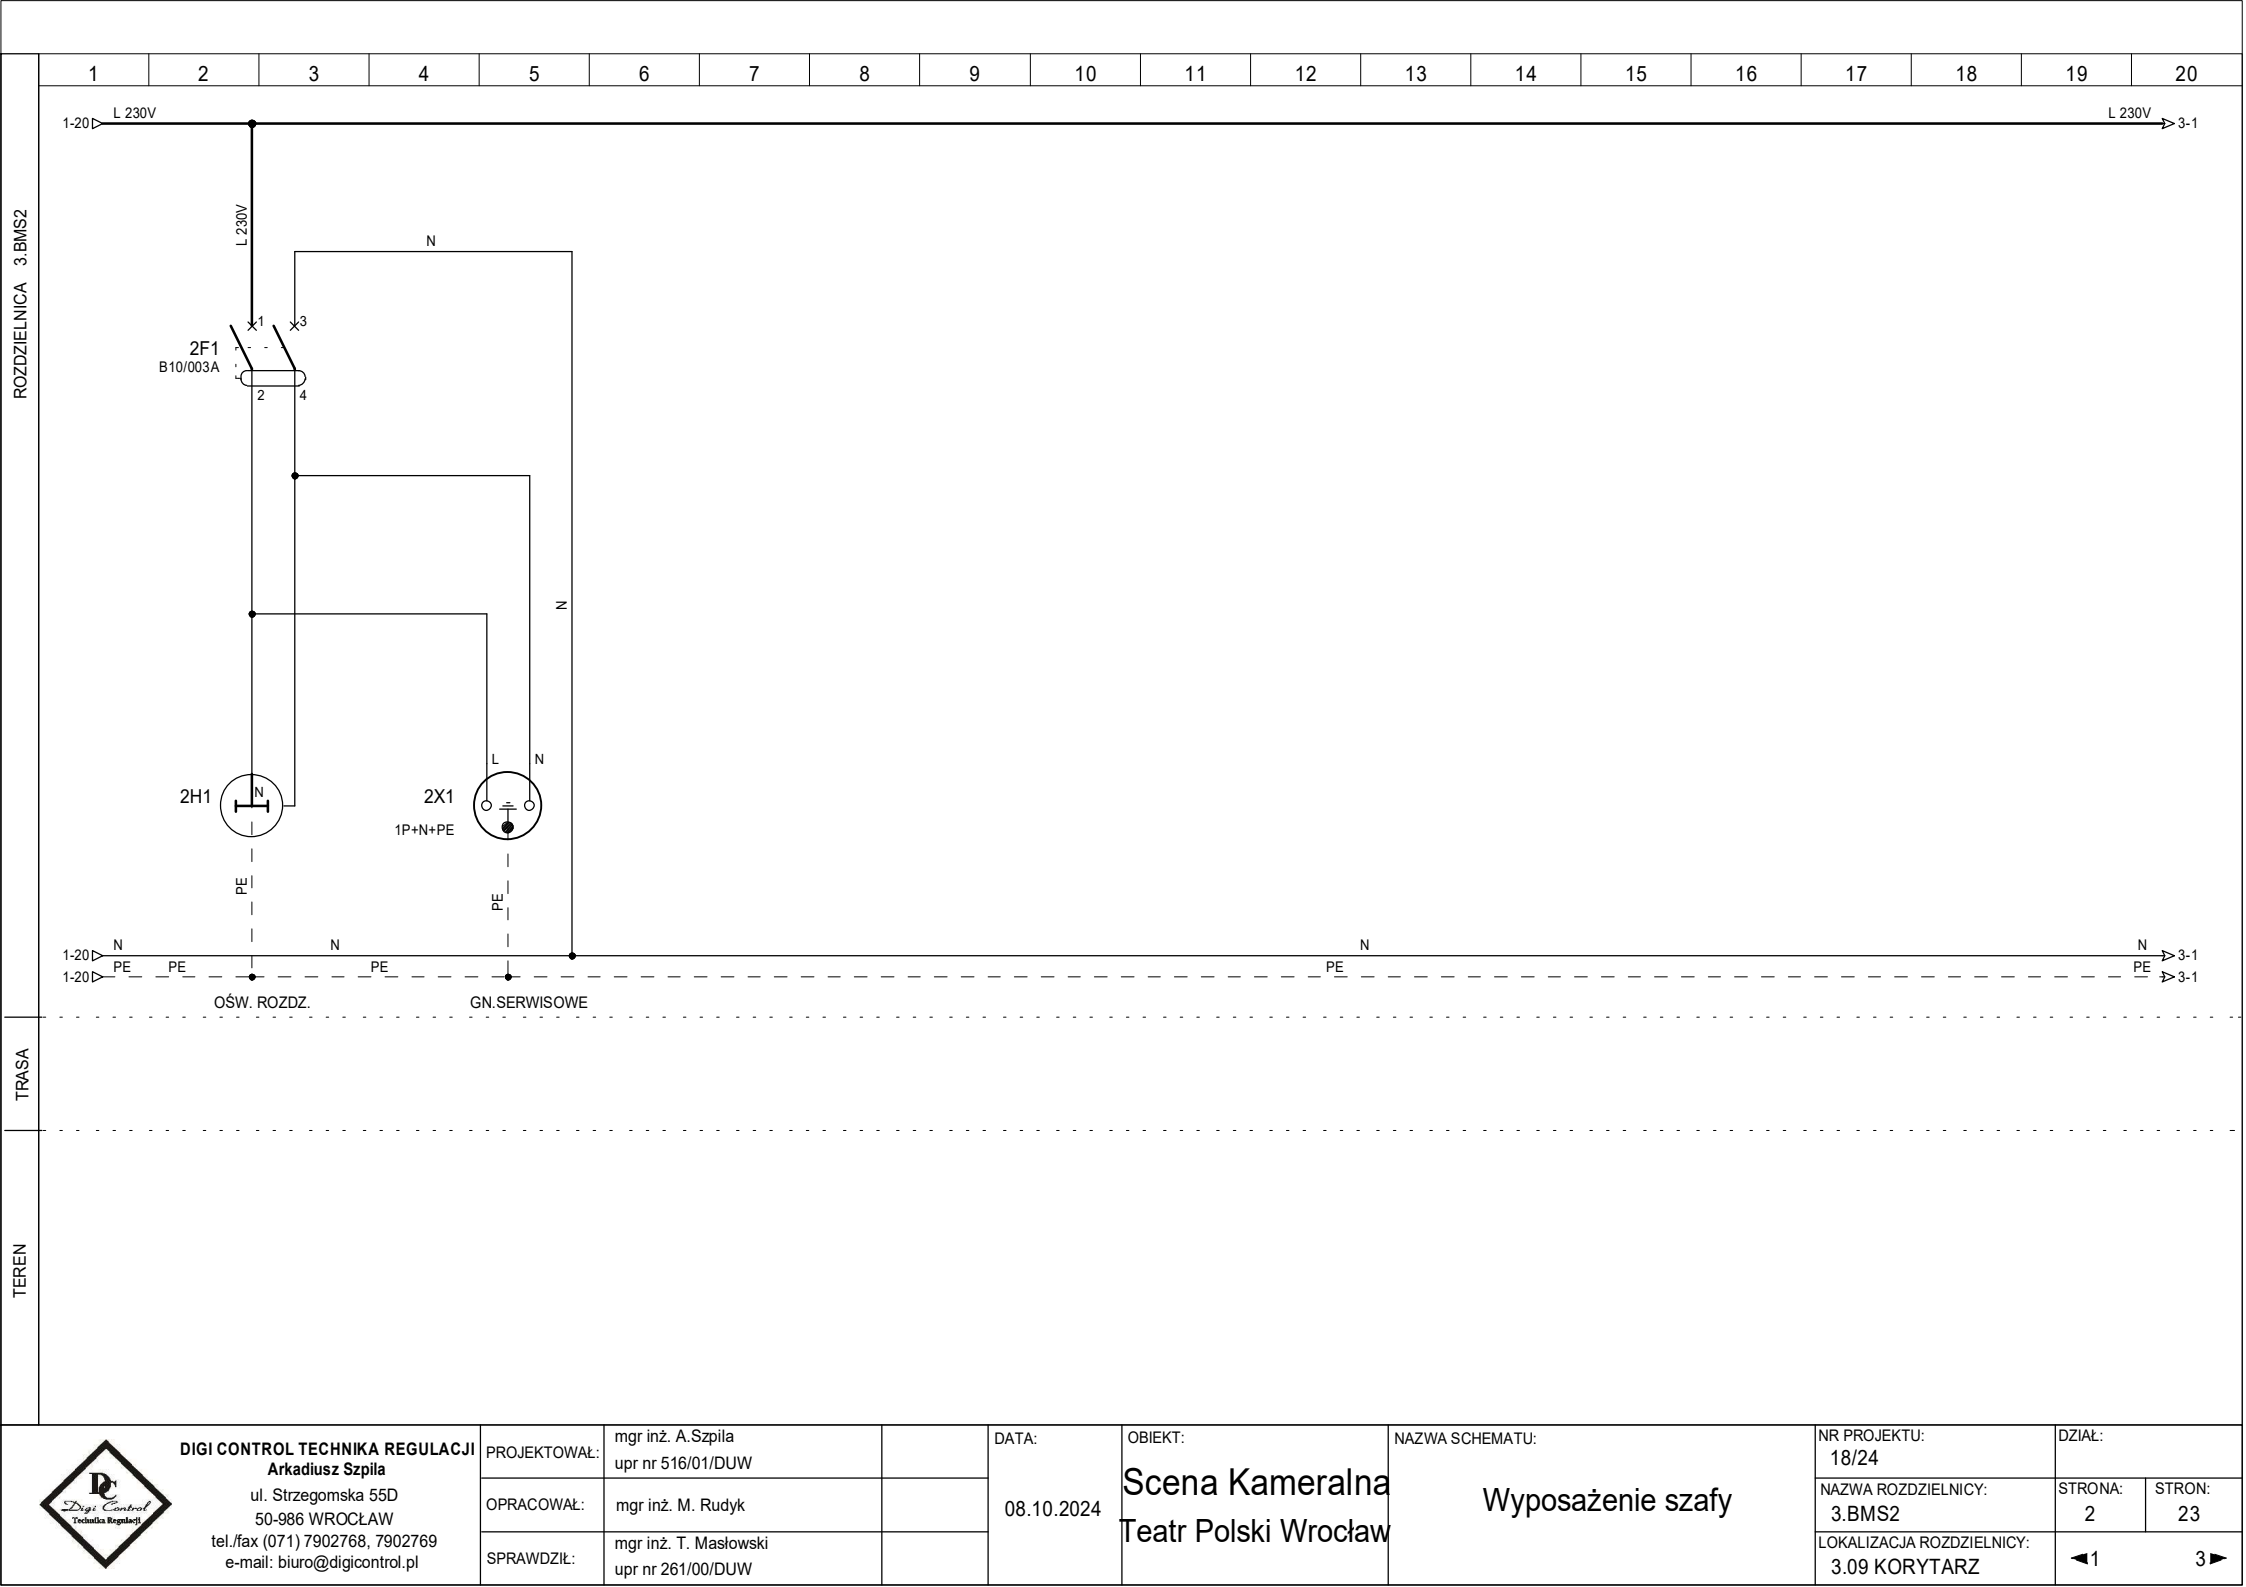 1 2 3 4 5 6 7 8 9 10 11 12 13 14 15 16 17 18 19 20
1-20 L 230V
L 230V 3-1
L 230V
N
ROZDZIELNICA 3.BMS2
1 3
2F1
B10/003A
2 4
N
L N
2H1 N
2X1
1P+N+PE
PE
PE
1-20 N N N N 3-1
1-20 PE PE PE PE PE 3-1
OŚW. ROZDZ. GN.SERWISOWE
TRASA
TEREN
DC
Digi Control
Technika Regulacji
DIGI CONTROL TECHNIKA REGULACJI
Arkadiusz Szpila
ul. Strzegomska 55D
50-986 WROCŁAW
tel./fax (071) 7902768, 7902769
e-mail: biuro@digicontrol.pl
PROJEKTOWAŁ:
mgr inż. A.Szpila
upr nr 516/01/DUW
OPRACOWAŁ:
mgr inż. M. Rudyk
SPRAWDZIŁ:
mgr inż. T. Masłowski
upr nr 261/00/DUW
DATA:
08.10.2024
OBIEKT:
Scena Kameralna
Teatr Polski Wrocław
NAZWA SCHEMATU:
Wyposażenie szafy
NR PROJEKTU:
18/24
NAZWA ROZDZIELNICY:
3.BMS2
LOKALIZACJA ROZDZIELNICY:
3.09 KORYTARZ
DZIAŁ:
STRONA:
2
STRON:
23
1 3